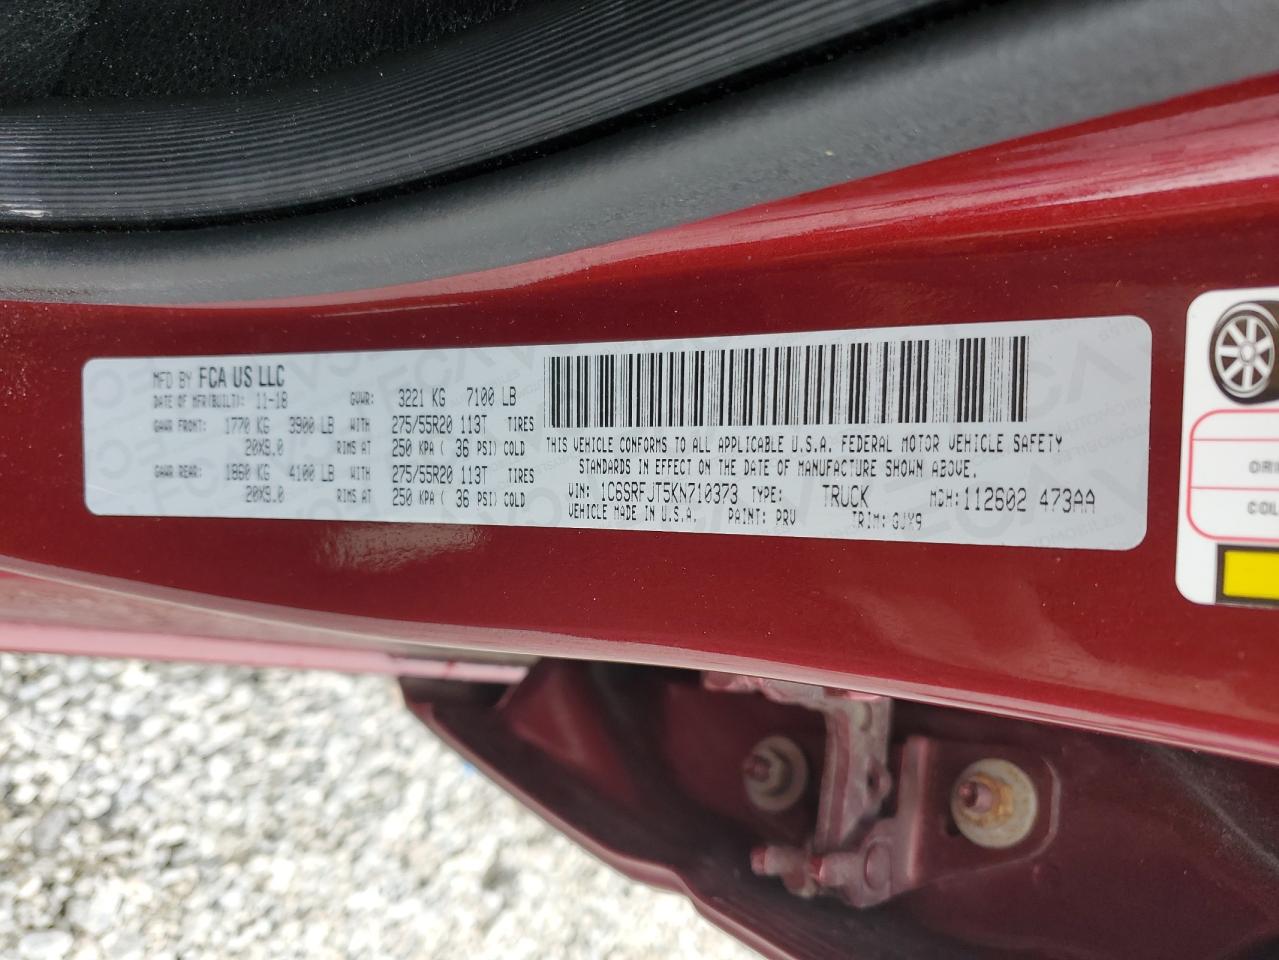 MFD BY FCA US LLC
DATE OF MFR(BUILT): 11-18 GVWR: 3221 KG 7100 LB
GAWR FRONT: 1770 KG 3900 LB WITH 275/55R20 113T TIRES
20X9.0 RIMS AT 250 KPA ( 36 PSI) COLD
GAWR REAR: 1860 KG 4100 LB WITH 275/55R20 113T TIRES
20X9.0 RIMS AT 250 KPA ( 36 PSI) COLD
THIS VEHICLE CONFORMS TO ALL APPLICABLE U.S.A. FEDERAL MOTOR VEHICLE SAFETY
STANDARDS IN EFFECT ON THE DATE OF MANUFACTURE SHOWN ABOVE.
VIN: 1C6SRFJT5KN710373 TYPE: TRUCK MDH:112602 473AA
VEHICLE MADE IN U.S.A. PAINT: PRV TRIM: GJY9
ORI
COL